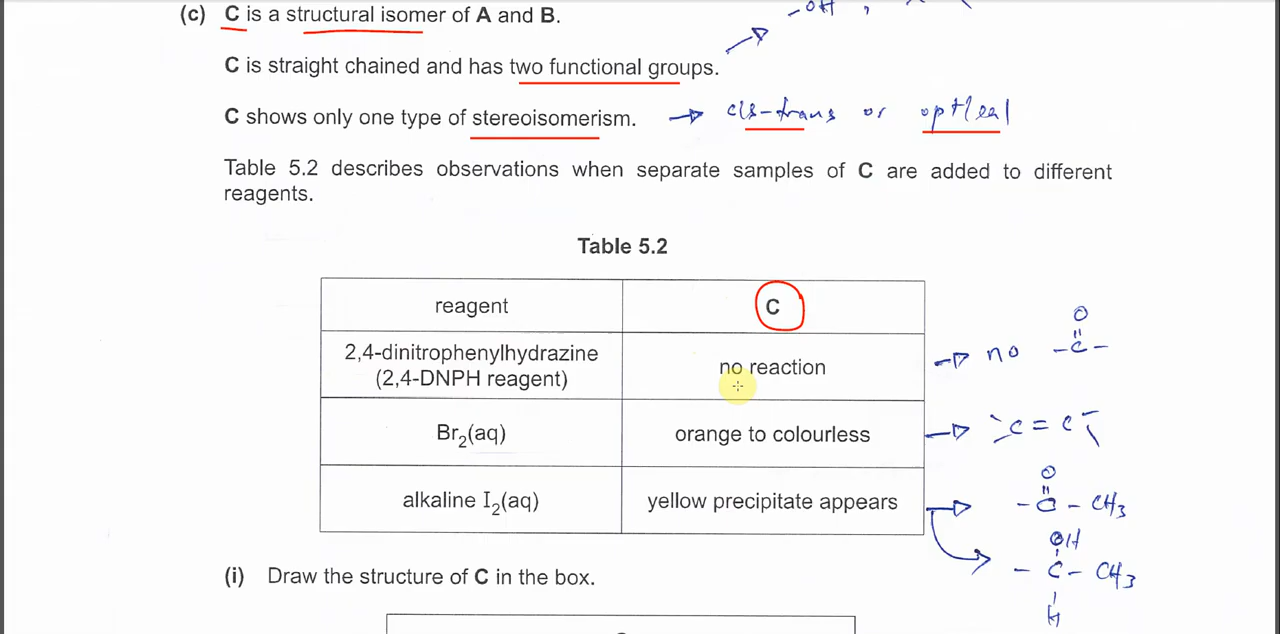 (c) C is a structural isomer of A and B.
-OH ,
C is straight chained and has two functional groups.
C shows only one type of stereoisomerism. → cis-trans or optical
Table 5.2 describes observations when separate samples of C are added to different
reagents.
Table 5.2
reagent C
2,4-dinitrophenylhydrazine
(2,4-DNPH reagent) no reaction → no
O
"
-C-
Br2(aq) orange to colourless → >C=C<
alkaline I2(aq) yellow precipitate appears →
O
"
-C-CH3
OH
-C-CH3
H
(i) Draw the structure of C in the box.